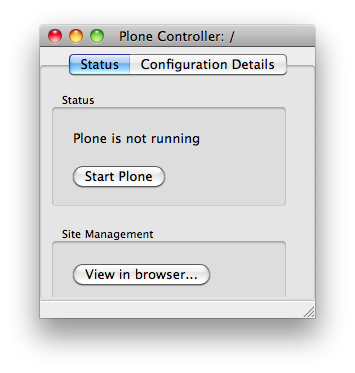 Plone Controller: /
Status Configuration Details
Status
Plone is not running
Start Plone
Site Management
View in browser...